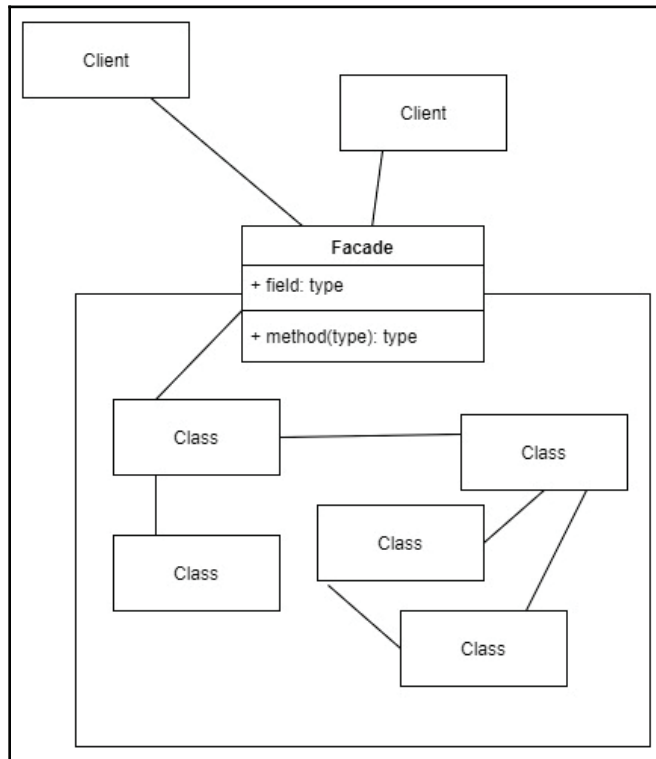 Client
Client
Facade
+ field: type
+ method(type): type
Class
Class
Class
Class
Class